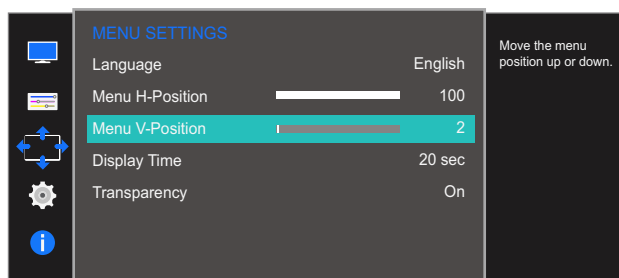 MENU SETTINGS
Language English
Menu H-Position 100
Menu V-Position 2
Display Time 20 sec
Transparency On
Move the menu
position up or down.